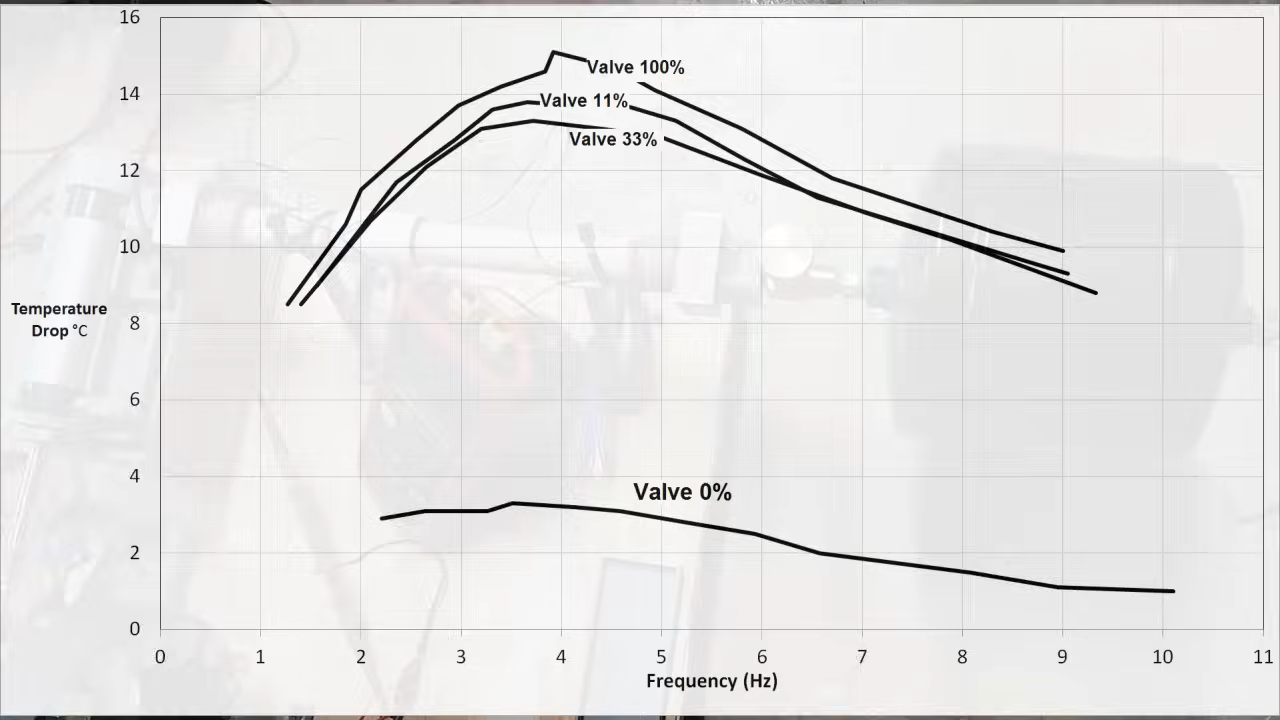 16
14
12
10
8
6
4
2
0
Temperature
Drop °C
Valve 100%
Valve 11%
Valve 33%
Valve 0%
0 1 2 3 4 5 6 7 8 9 10 11
Frequency (Hz)